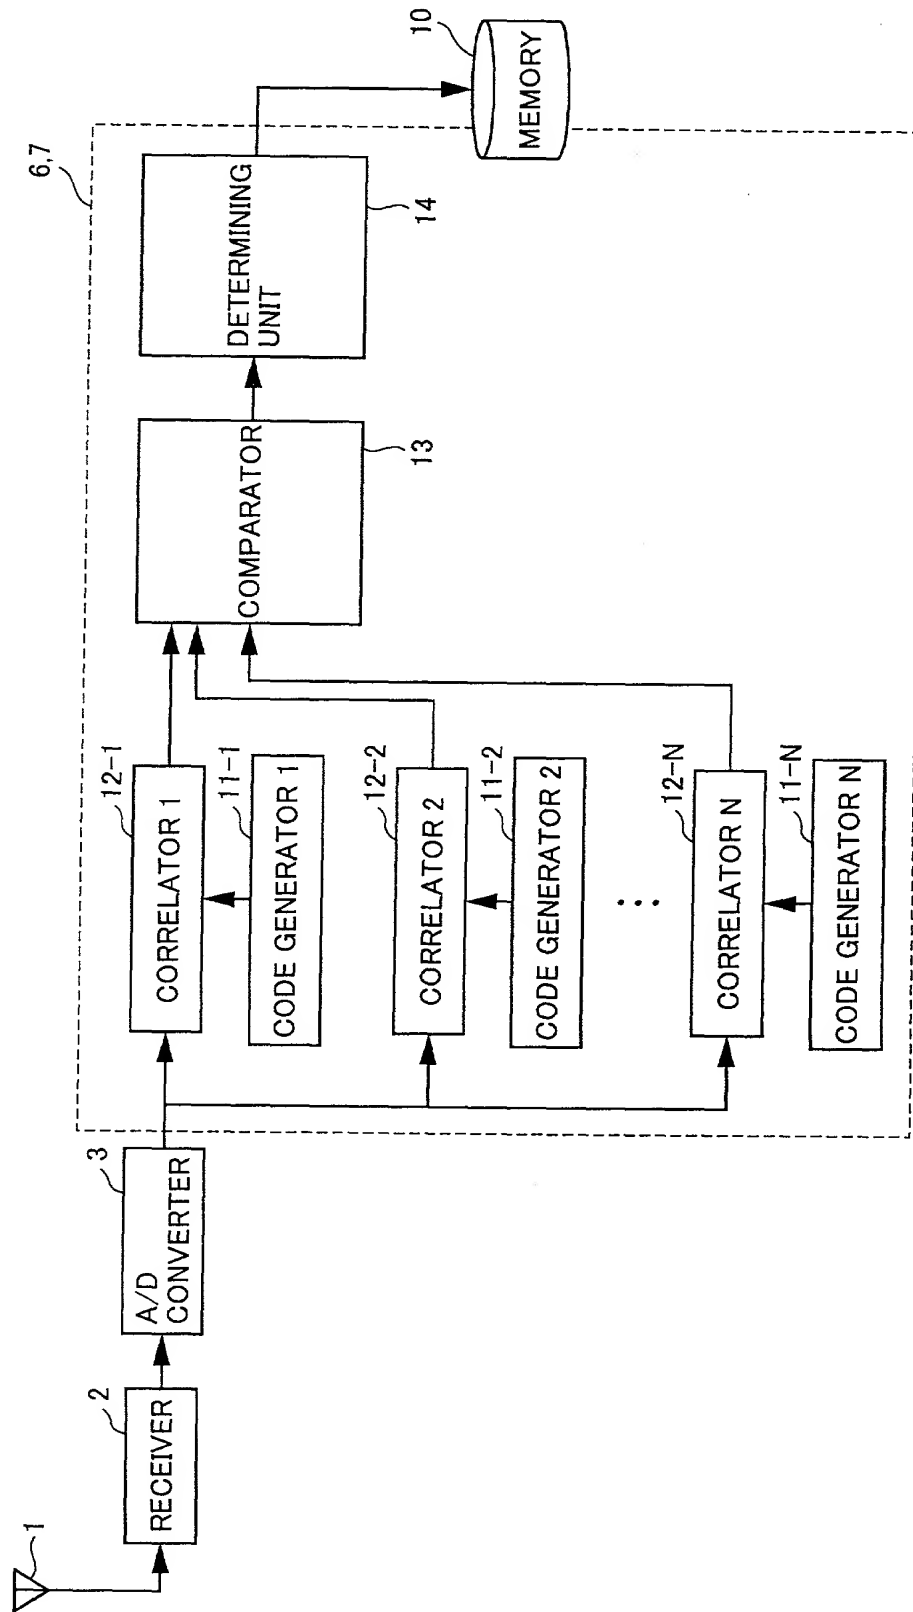 1
2
RECEIVER
3
A/D
CONVERTER
6,7
12-1
CORRELATOR 1
11-1
CODE GENERATOR 1
12-2
CORRELATOR 2
11-2
CODE GENERATOR 2
...
12-N
CORRELATOR N
11-N
CODE GENERATOR N
COMPARATOR
13
DETERMINING
UNIT
14
10
MEMORY